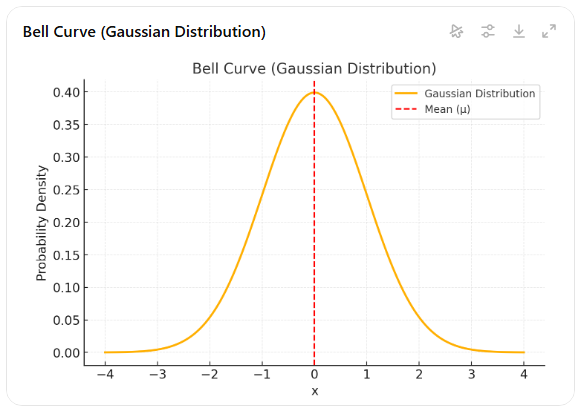 Bell Curve (Gaussian Distribution)
Bell Curve (Gaussian Distribution)
Gaussian Distribution
Mean (μ)
Probability Density
0.40
0.35
0.30
0.25
0.20
0.15
0.10
0.05
0.00
−4 −3 −2 −1 0 1 2 3 4
x